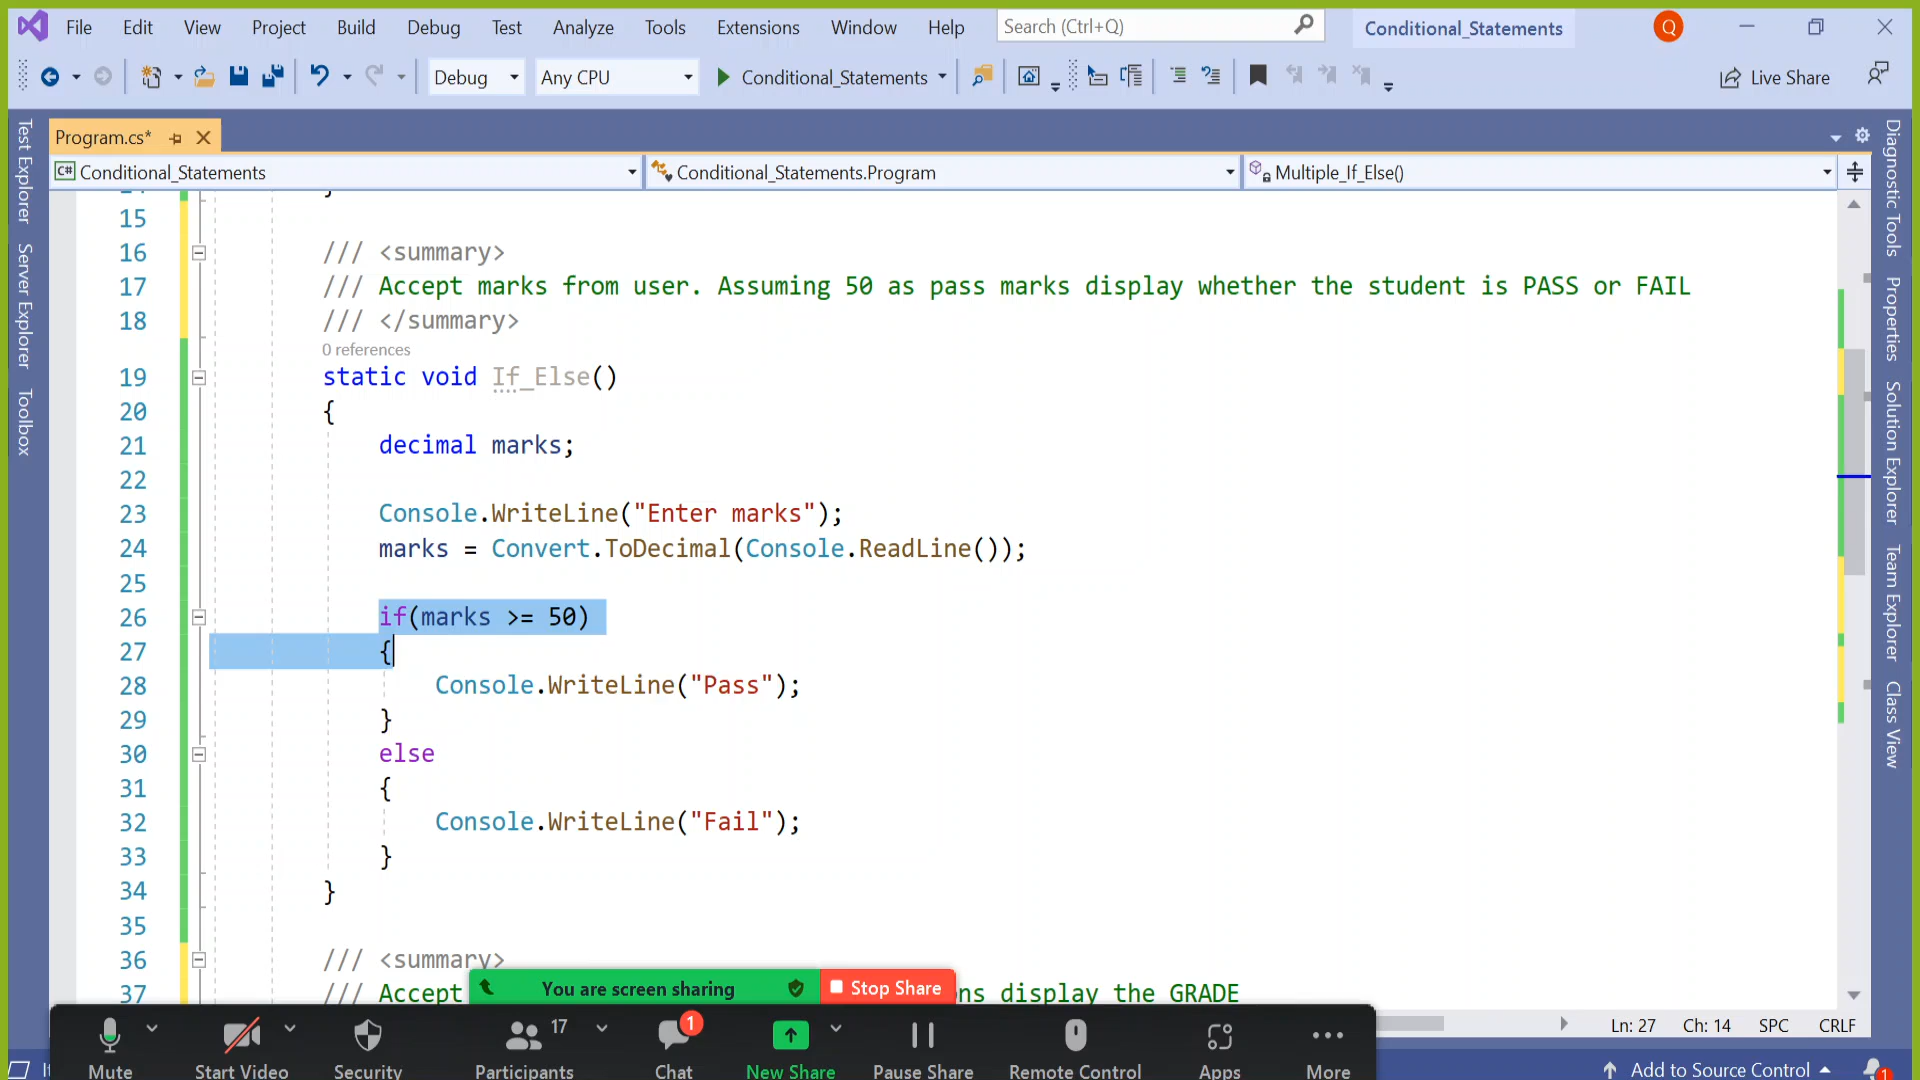 File Edit View Project Build Debug Test Analyze Tools Extensions Window Help Search (Ctrl+Q) Conditional_Statements Q
Debug Any CPU Conditional_Statements Live Share
Program.cs*
C# Conditional_Statements Conditional_Statements.Program Multiple_If_Else()
Test Explorer
Server Explorer
Toolbox
15
16 /// <summary>
17 /// Accept marks from user. Assuming 50 as pass marks display whether the student is PASS or FAIL
18 /// </summary>
0 references
19 static void If_Else()
20 {
21 decimal marks;
22
23 Console.WriteLine("Enter marks");
24 marks = Convert.ToDecimal(Console.ReadLine());
25
26 if(marks >= 50)
27 {
28 Console.WriteLine("Pass");
29 }
30 else
31 {
32 Console.WriteLine("Fail");
33 }
34 }
35
36 /// <summary>
37 /// Accept ns display the GRADE
Diagnostic Tools
Properties
Solution Explorer
Team Explorer
Class View
You are screen sharing Stop Share
Ln: 27 Ch: 14 SPC CRLF
17 1
Mute Start Video Security Participants Chat New Share Pause Share Remote Control Apps More
Add to Source Control 1